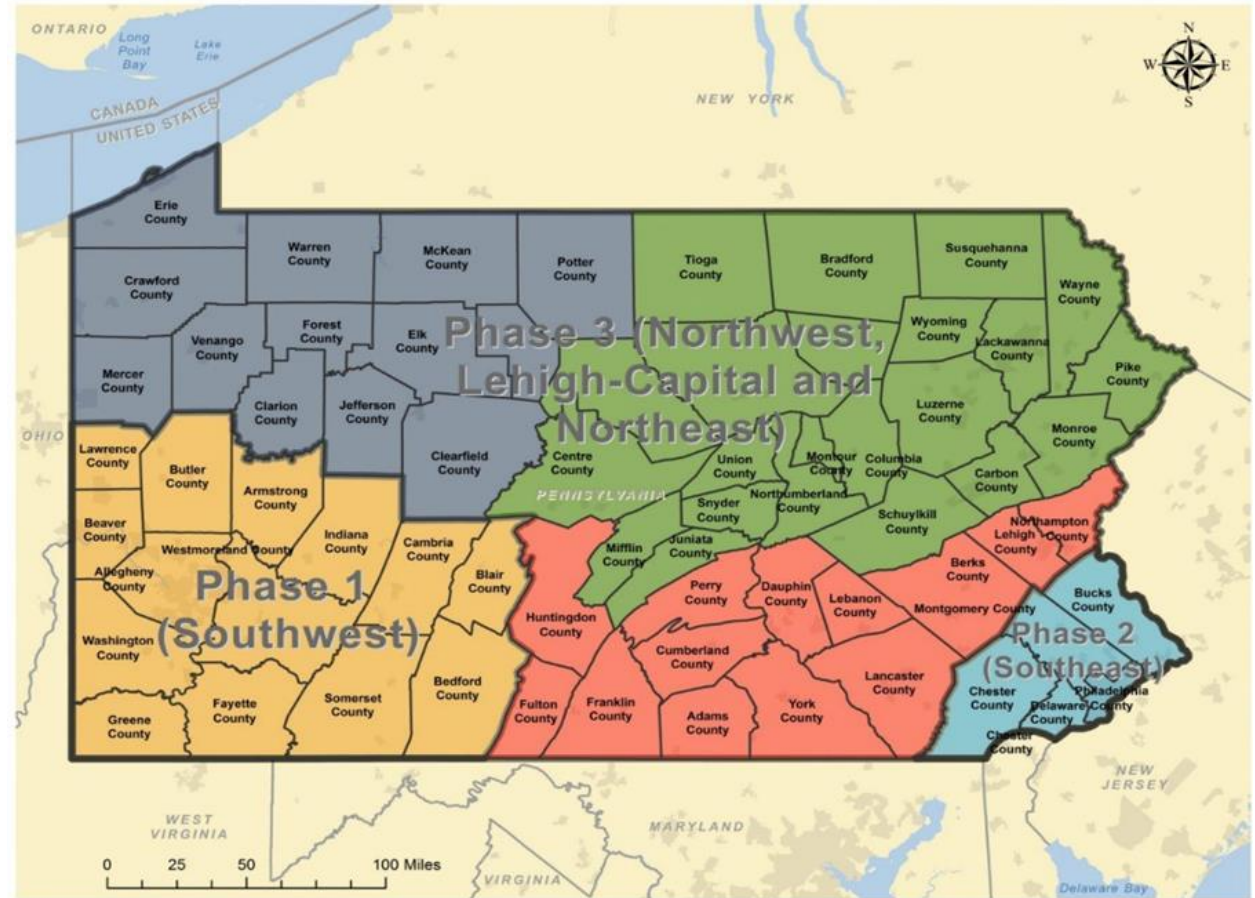 ONTARIO
Long
Point
Bay
Lake
Erie
CANADA
UNITED STATES
NEW YORK
N
W
E
S
Erie
County
Warren
County
McKean
County
Potter
County
Tioga
County
Bradford
County
Susquehanna
County
Wayne
County
Crawford
County
Venango
County
Forest
County
Elk
County
Wyoming
County
Lackawanna
County
Pike
County
Phase 3 (Northwest,
Lehigh-Capital and
Northeast)
Mercer
County
Clarion
County
Jefferson
County
Clearfield
County
Centre
County
Union
County
Montour
County
Columbia
County
Luzerne
County
Monroe
County
Carbon
County
OHIO
PENNSYLVANIA
Snyder
County
Northumberland
County
Schuylkill
County
Mifflin
County
Juniata
County
Lawrence
County
Butler
County
Armstrong
County
Beaver
County
Westmoreland County
Indiana
County
Cambria
County
Blair
County
Allegheny
County
Phase 1
(Southwest)
Washington
County
Greene
County
Fayette
County
Somerset
County
Bedford
County
Huntingdon
County
Perry
County
Dauphin
County
Lebanon
County
Berks
County
Lehigh
County
Northampton
County
Montgomery County
Bucks
County
Cumberland
County
Lancaster
County
Fulton
County
Franklin
County
Adams
County
York
County
Phase 2
(Southeast)
Chester
County
Philadelphia
County
Delaware
County
Chester
County
NEW
JERSEY
WEST
VIRGINIA
MARYLAND
VIRGINIA
Delaware Bay
0 25 50 100 Miles